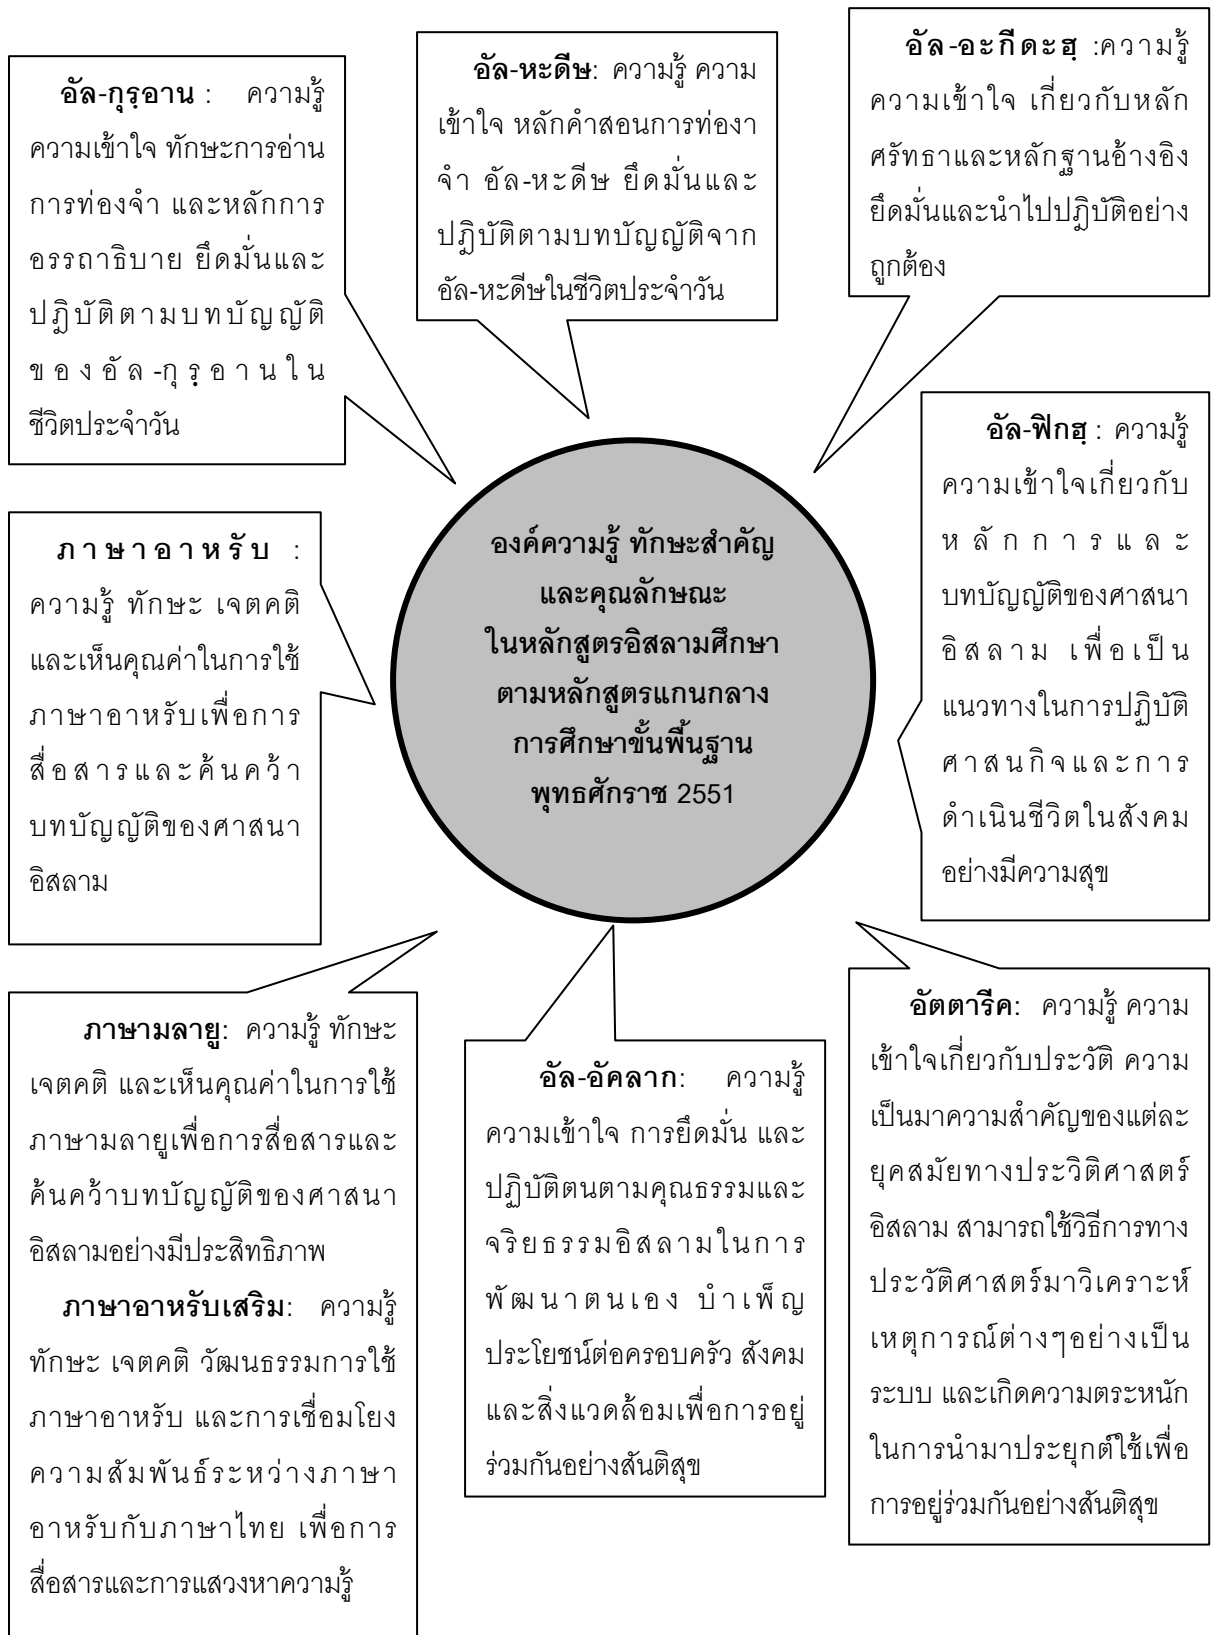 อัล-กุรฺอาน : ความรู้
ความเข้าใจ ทักษะการอ่าน
การท่องจำ และหลักการ
อรรถาธิบาย ยึดมั่นและ
ปฎิบัติตามบทบัญญัติ
ของอัล-กุรฺอานใน
ชีวิตประจำวัน
อัล-หะดีษ: ความรู้ ความ
เข้าใจ หลักคำสอนการท่องา
จำ อัล-หะดีษ ยึดมั่นและ
ปฎิบัติตามบทบัญญัติจาก
อัล-หะดีษในชีวิตประจำวัน
อัล-อะกีดะฮฺ :ความรู้
ความเข้าใจ เกี่ยวกับหลัก
ศรัทธาและหลักฐานอ้างอิง
ยึดมั่นและนำไปปฎิบัติอย่าง
ถูกต้อง
อัล-ฟิกฮฺ : ความรู้
ความเข้าใจเกี่ยวกับ
หลักการและ
บทบัญญัติของศาสนา
อิสลาม เพื่อเป็น
แนวทางในการปฏิบัติ
ศาสนกิจและการ
ดำเนินชีวิตในสังคม
อย่างมีความสุข
ภาษาอาหรับ :
ความรู้ ทักษะ เจตคติ
และเห็นคุณค่าในการใช้
ภาษาอาหรับเพื่อการ
สื่อสารและค้นคว้า
บทบัญญัติของศาสนา
อิสลาม
องค์ความรู้ ทักษะสำคัญ
และคุณลักษณะ
ในหลักสูตรอิสลามศึกษา
ตามหลักสูตรแกนกลาง
การศึกษาขั้นพื้นฐาน
พุทธศักราช 2551
ภาษามลายู: ความรู้ ทักษะ
เจตคติ และเห็นคุณค่าในการใช้
ภาษามลายูเพื่อการสื่อสารและ
ค้นคว้าบทบัญญัติของศาสนา
อิสลามอย่างมีประสิทธิภาพ
ภาษาอาหรับเสริม: ความรู้
ทักษะ เจตคติ วัฒนธรรมการใช้
ภาษาอาหรับ และการเชื่อมโยง
ความสัมพันธ์ระหว่างภาษา
อาหรับกับภาษาไทย เพื่อการ
สื่อสารและการแสวงหาความรู้
อัล-อัคลาก: ความรู้
ความเข้าใจ การยึดมั่น และ
ปฏิบัติตนตามคุณธรรมและ
จริยธรรมอิสลามในการ
พัฒนาตนเอง บำเพ็ญ
ประโยชน์ต่อครอบครัว สังคม
และสิ่งแวดล้อมเพื่อการอยู่
ร่วมกันอย่างสันติสุข
อัตตารีค: ความรู้ ความ
เข้าใจเกี่ยวกับประวัติ ความ
เป็นมาความสำคัญของแต่ละ
ยุคสมัยทางประวิติศาสตร์
อิสลาม สามารถใช้วิธีการทาง
ประวัติศาสตร์มาวิเคราะห์
เหตุการณ์ต่างๆอย่างเป็น
ระบบ และเกิดความตระหนัก
ในการนำมาประยุกต์ใช้เพื่อ
การอยู่ร่วมกันอย่างสันติสุข